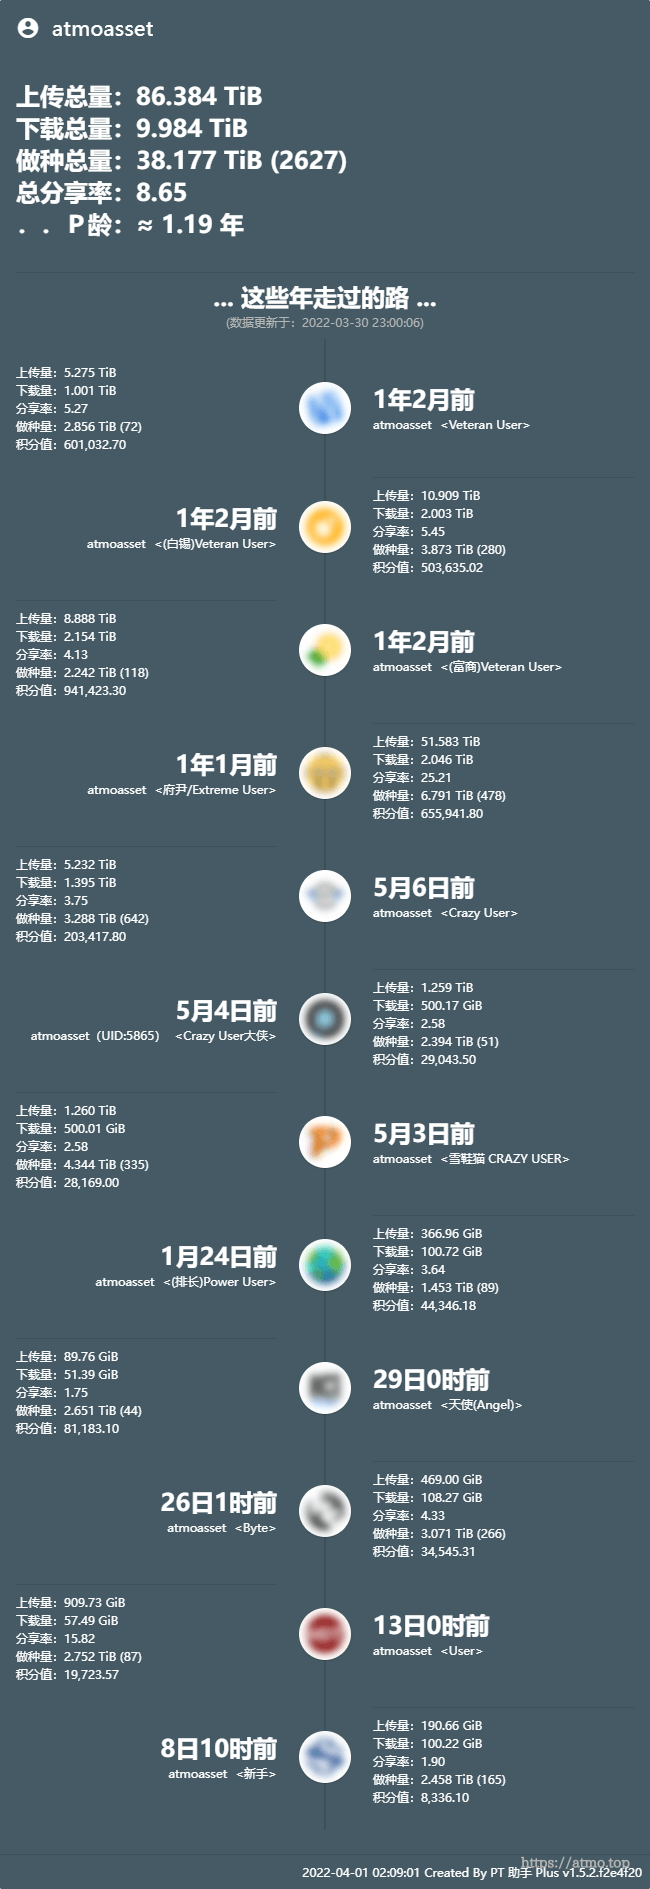 atmoasset
上传总量：86.384 TiB
下载总量：9.984 TiB
做种总量：38.177 TiB (2627)
总分享率：8.65
．．Ｐ龄：≈ 1.19 年
... 这些年走过的路 ...
(数据更新于：2022-03-30 23:00:06)
上传量：5.275 TiB
下载量：1.001 TiB
分享率：5.27
做种量：2.856 TiB (72)
积分值：601,032.70
1年2月前
atmoasset <Veteran User>
1年2月前
atmoasset <(白锡)Veteran User>
上传量：10.909 TiB
下载量：2.003 TiB
分享率：5.45
做种量：3.873 TiB (280)
积分值：503,635.02
上传量：8.888 TiB
下载量：2.154 TiB
分享率：4.13
做种量：2.242 TiB (118)
积分值：941,423.30
1年2月前
atmoasset <(富商)Veteran User>
1年1月前
atmoasset <府尹/Extreme User>
上传量：51.583 TiB
下载量：2.046 TiB
分享率：25.21
做种量：6.791 TiB (478)
积分值：655,941.80
上传量：5.232 TiB
下载量：1.395 TiB
分享率：3.75
做种量：3.288 TiB (642)
积分值：203,417.80
5月6日前
atmoasset <Crazy User>
5月4日前
atmoasset（UID:5865） <Crazy User大侠>
上传量：1.259 TiB
下载量：500.17 GiB
分享率：2.58
做种量：2.394 TiB (51)
积分值：29,043.50
上传量：1.260 TiB
下载量：500.01 GiB
分享率：2.58
做种量：4.344 TiB (335)
积分值：28,169.00
5月3日前
atmoasset <雪鞋猫 CRAZY USER>
1月24日前
atmoasset <(排长)Power User>
上传量：366.96 GiB
下载量：100.72 GiB
分享率：3.64
做种量：1.453 TiB (89)
积分值：44,346.18
上传量：89.76 GiB
下载量：51.39 GiB
分享率：1.75
做种量：2.651 TiB (44)
积分值：81,183.10
29日0时前
atmoasset <天使(Angel)>
26日1时前
atmoasset <Byte>
上传量：469.00 GiB
下载量：108.27 GiB
分享率：4.33
做种量：3.071 TiB (266)
积分值：34,545.31
上传量：909.73 GiB
下载量：57.49 GiB
分享率：15.82
做种量：2.752 TiB (87)
积分值：19,723.57
13日0时前
atmoasset <User>
8日10时前
atmoasset <新手>
上传量：190.66 GiB
下载量：100.22 GiB
分享率：1.90
做种量：2.458 TiB (165)
积分值：8,336.10
https://atmo.top
2022-04-01 02:09:01 Created By PT 助手 Plus v1.5.2.f2e4f20